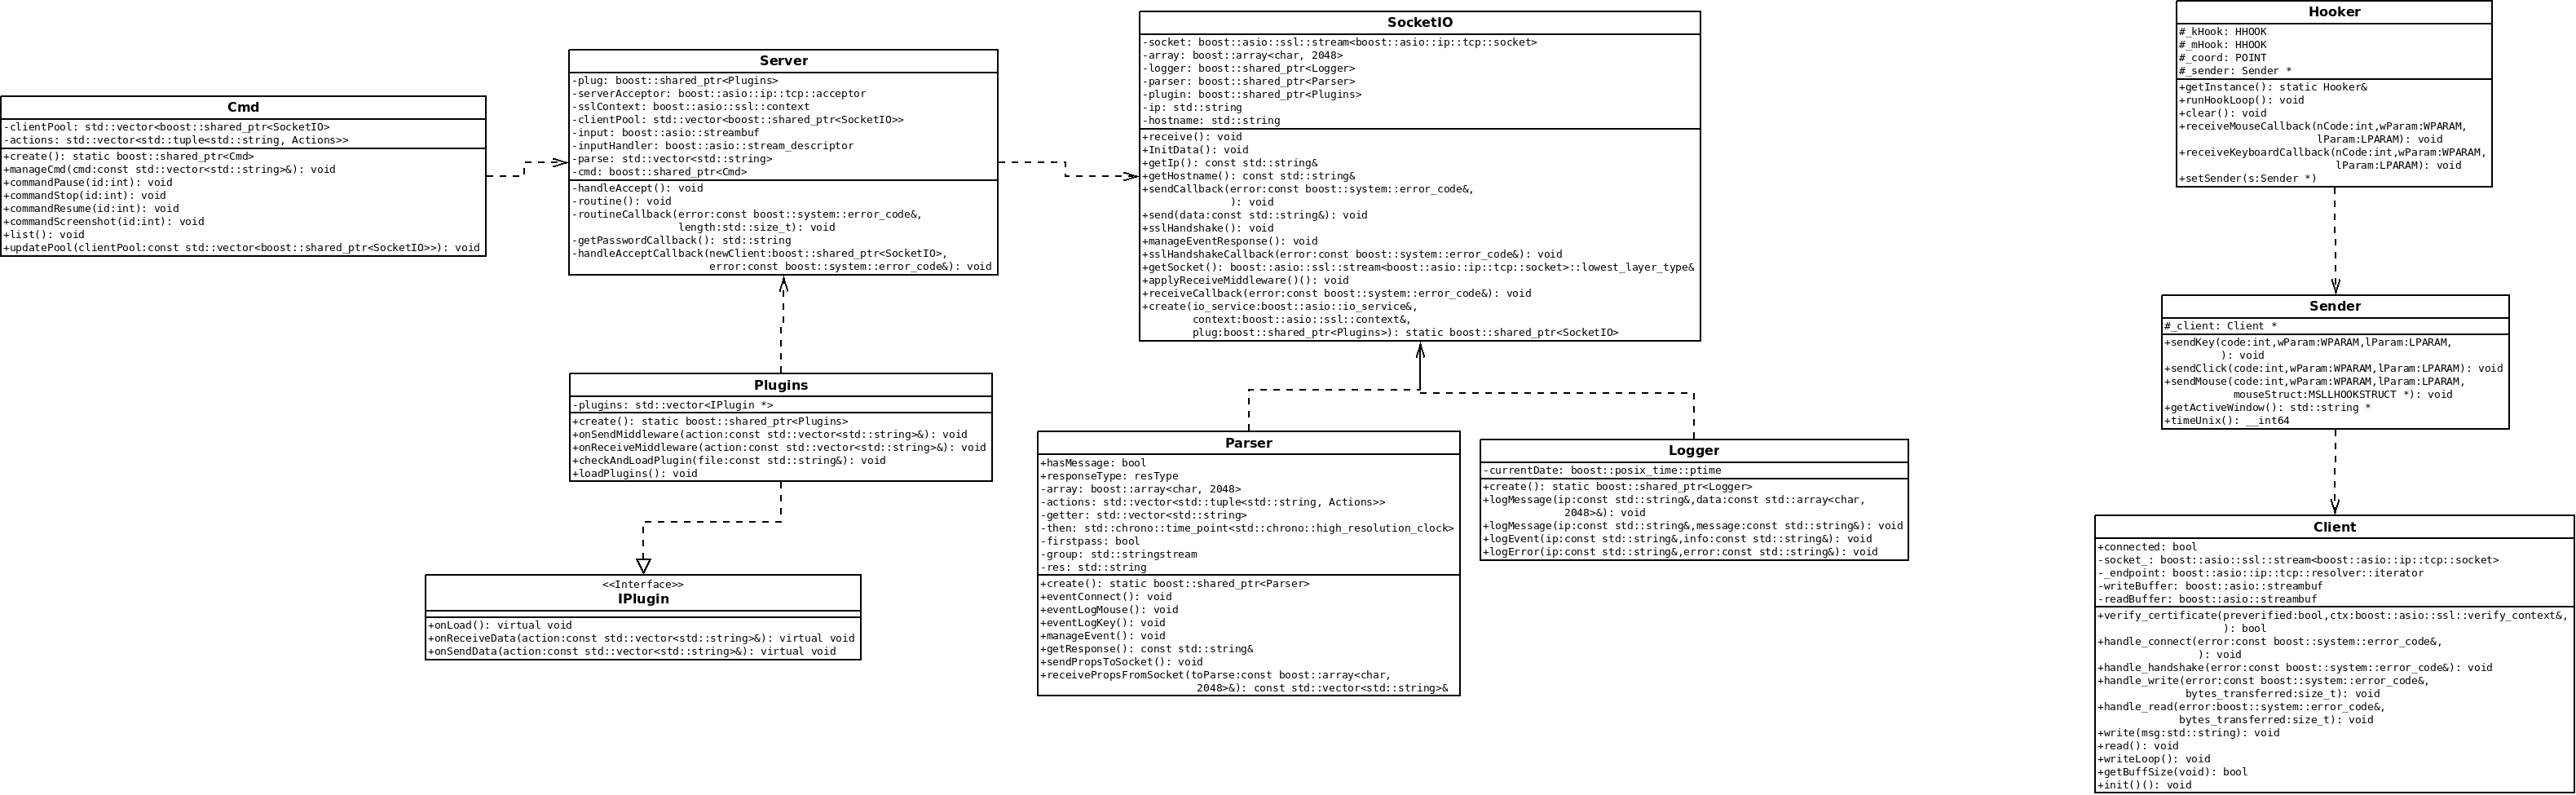 Cmd
-clientPool: std::vector<boost::shared_ptr<SocketIO>
-actions: std::vector<std::tuple<std::string, Actions>>
+create(): static boost::shared_ptr<Cmd>
+manageCmd(cmd:const std::vector<std::string>&): void
+commandPause(id:int): void
+commandStop(id:int): void
+commandResume(id:int): void
+commandScreenshot(id:int): void
+list(): void
+updatePool(clientPool:const std::vector<boost::shared_ptr<SocketIO>>): void
Server
-plug: boost::shared_ptr<Plugins>
-serverAcceptor: boost::asio::ip::tcp::acceptor
-sslContext: boost::asio::ssl::context
-clientPool: std::vector<boost::shared_ptr<SocketIO>>
-input: boost::asio::streambuf
-inputHandler: boost::asio::stream_descriptor
-parse: std::vector<std::string>
-cmd: boost::shared_ptr<Cmd>
-handleAccept(): void
-routine(): void
-routineCallback(error:const boost::system::error_code&,
length:std::size_t): void
-getPasswordCallback(): std::string
-handleAcceptCallback(newClient:boost::shared_ptr<SocketIO>,
error:const boost::system::error_code&): void
Plugins
-plugins: std::vector<IPlugin *>
+create(): static boost::shared_ptr<Plugins>
+onSendMiddleware(action:const std::vector<std::string>&): void
+onReceiveMiddleware(action:const std::vector<std::string>&): void
+checkAndLoadPlugin(file:const std::string&): void
+loadPlugins(): void
<<Interface>>
IPlugin
+onLoad(): virtual void
+onReceiveData(action:const std::vector<std::string>&): virtual void
+onSendData(action:const std::vector<std::string>&): virtual void
SocketIO
-socket: boost::asio::ssl::stream<boost::asio::ip::tcp::socket>
-array: boost::array<char, 2048>
-logger: boost::shared_ptr<Logger>
-parser: boost::shared_ptr<Parser>
-plugin: boost::shared_ptr<Plugins>
-ip: std::string
-hostname: std::string
+receive(): void
+InitData(): void
+getIp(): const std::string&
+getHostname(): const std::string&
+sendCallback(error:const boost::system::error_code&,
): void
+send(data:const std::string&): void
+sslHandshake(): void
+manageEventResponse(): void
+sslHandshakeCallback(error:const boost::system::error_code&): void
+getSocket(): boost::asio::ssl::stream<boost::asio::ip::tcp::socket>::lowest_layer_type&
+applyReceiveMiddleware()(): void
+receiveCallback(error:const boost::system::error_code&): void
+create(io_service:boost::asio::io_service&,
context:boost::asio::ssl::context&,
plug:boost::shared_ptr<Plugins>): static boost::shared_ptr<SocketIO>
Parser
+hasMessage: bool
+responseType: resType
-array: boost::array<char, 2048>
-actions: std::vector<std::tuple<std::string, Actions>>
-getter: std::vector<std::string>
-then: std::chrono::time_point<std::chrono::high_resolution_clock>
-firstpass: bool
-group: std::stringstream
-res: std::string
+create(): static boost::shared_ptr<Parser>
+eventConnect(): void
+eventLogMouse(): void
+eventLogKey(): void
+manageEvent(): void
+getResponse(): const std::string&
+sendPropsToSocket(): void
+receivePropsFromSocket(toParse:const boost::array<char,
2048>&): const std::vector<std::string>&
Logger
-currentDate: boost::posix_time::ptime
+create(): static boost::shared_ptr<Logger>
+logMessage(ip:const std::string&,data:const std::array<char,
2048>&): void
+logMessage(ip:const std::string&,message:const std::string&): void
+logEvent(ip:const std::string&,info:const std::string&): void
+logError(ip:const std::string&,error:const std::string&): void
Hooker
#_kHook: HHOOK
#_mHook: HHOOK
#_coord: POINT
#_sender: Sender *
+getInstance(): static Hooker&
+runHookLoop(): void
+clear(): void
+receiveMouseCallback(nCode:int,wParam:WPARAM,
lParam:LPARAM): void
+receiveKeyboardCallback(nCode:int,wParam:WPARAM,
lParam:LPARAM): void
+setSender(s:Sender *)
Sender
#_client: Client *
+sendKey(code:int,wParam:WPARAM,lParam:LPARAM,
): void
+sendClick(code:int,wParam:WPARAM,lParam:LPARAM): void
+sendMouse(code:int,wParam:WPARAM,lParam:LPARAM,
mouseStruct:MSLLHOOKSTRUCT *): void
+getActiveWindow(): std::string *
+timeUnix(): __int64
Client
+connected: bool
-socket_: boost::asio::ssl::stream<boost::asio::ip::tcp::socket>
-_endpoint: boost::asio::ip::tcp::resolver::iterator
-writeBuffer: boost::asio::streambuf
-readBuffer: boost::asio::streambuf
+verify_certificate(preverified:bool,ctx:boost::asio::ssl::verify_context&,
): bool
+handle_connect(error:const boost::system::error_code&,
): void
+handle_handshake(error:const boost::system::error_code&): void
+handle_write(error:const boost::system::error_code&,
bytes_transferred:size_t): void
+handle_read(error:boost::system::error_code&,
bytes_transferred:size_t): void
+write(msg:std::string): void
+read(): void
+writeLoop(): void
+getBuffSize(void): bool
+init()(): void